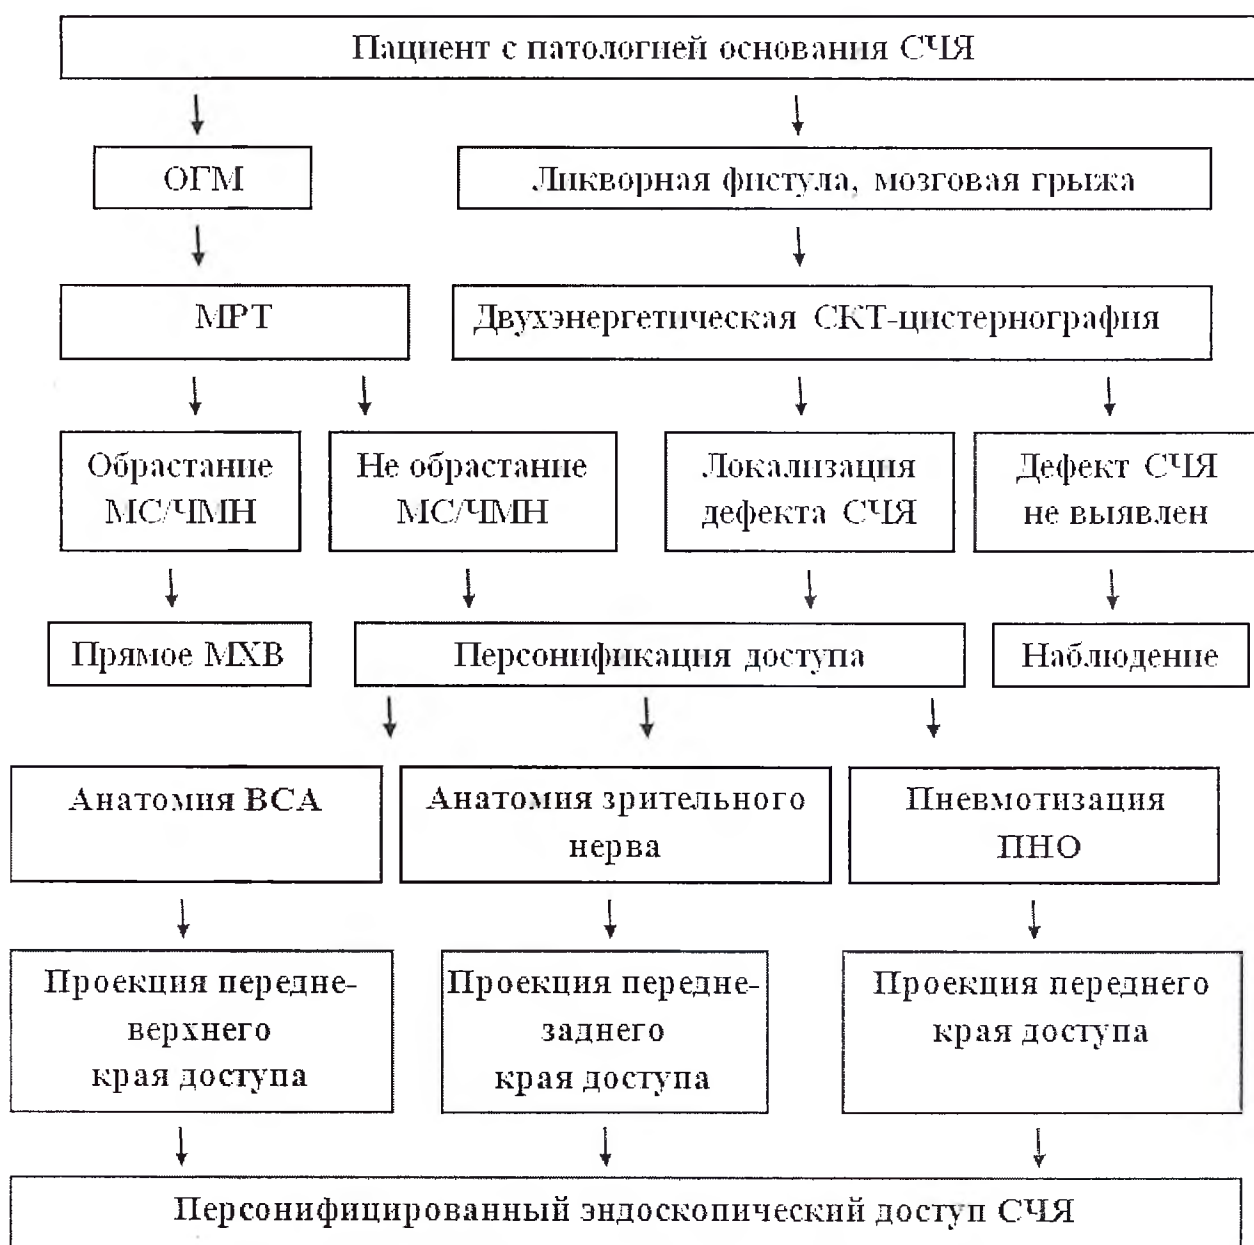 Пациент с патологией основания СЧЯ
ОГМ
Ликворная фистула, мозговая грыжа
МРТ
Двухэнергетическая СКТ-цистернография
Обрастание
МС/ЧМН
Не обрастание
МС/ЧМН
Локализация
дефекта СЧЯ
Дефект СЧЯ
не выявлен
Прямое МХВ
Персонификация доступа
Наблюдение
Анатомия ВСА
Анатомия зрительного
нерва
Пневмотизация
ПНО
Проекция передне-
верхнего
края доступа
Проекция передне-
заднего
края доступа
Проекция переднего
края доступа
Персонифицированный эндоскопический доступ СЧЯ